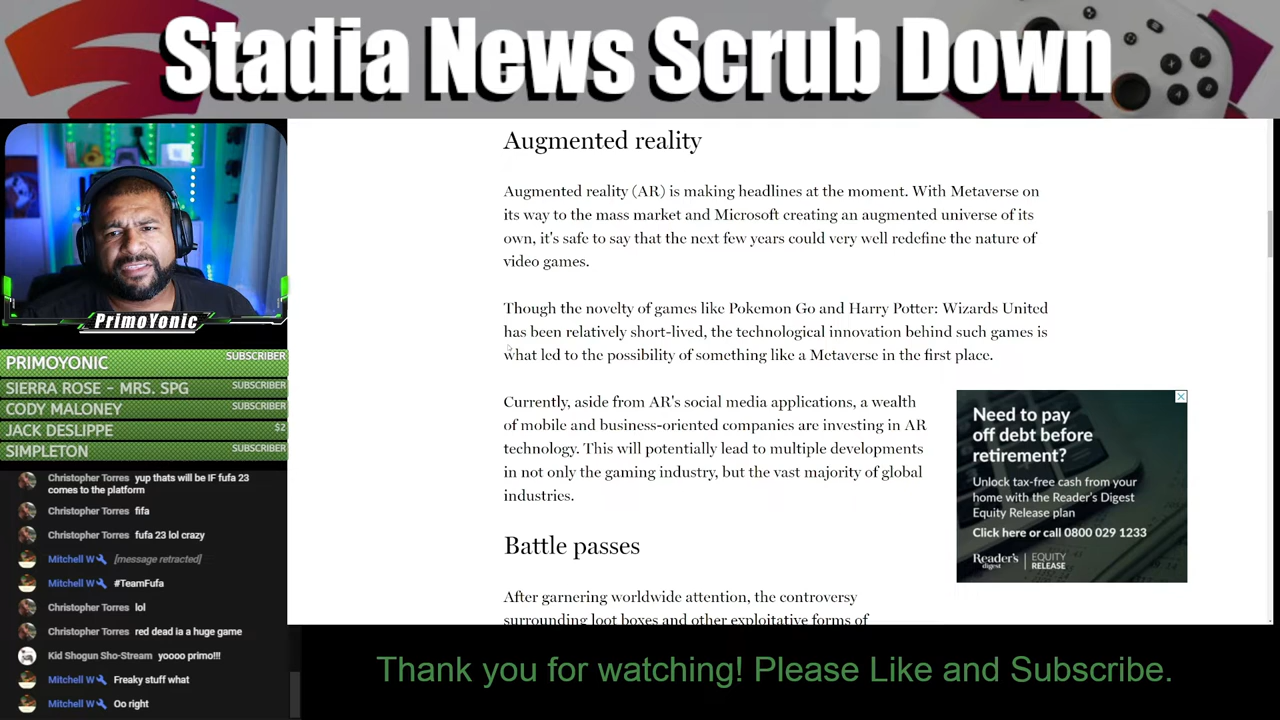 Stadia News Scrub Down
PrimoYonic
PRIMOYONIC SUBSCRIBER
SIERRA ROSE - MRS. SPG SUBSCRIBER
CODY MALONEY SUBSCRIBER
JACK DESLIPPE $2
SIMPLETON SUBSCRIBER
Christopher Torres yup thats will be IF fufa 23
comes to the platform
Christopher Torres fifa
Christopher Torres fufa 23 lol crazy
Mitchell W [message retracted]
Mitchell W #TeamFufa
Christopher Torres lol
Christopher Torres red dead ia a huge game
Kid Shogun Sho-Stream yoooo primo!!!
Mitchell W Freaky stuff what
Mitchell W Oo right
Augmented reality
Augmented reality (AR) is making headlines at the moment. With Metaverse on
its way to the mass market and Microsoft creating an augmented universe of its
own, it's safe to say that the next few years could very well redefine the nature of
video games.
Though the novelty of games like Pokemon Go and Harry Potter: Wizards United
has been relatively short-lived, the technological innovation behind such games is
what led to the possibility of something like a Metaverse in the first place.
Currently, aside from AR's social media applications, a wealth
of mobile and business-oriented companies are investing in AR
technology. This will potentially lead to multiple developments
in not only the gaming industry, but the vast majority of global
industries.
Battle passes
After garnering worldwide attention, the controversy
surrounding loot boxes and other exploitative forms of
Need to pay
off debt before
retirement?
Unlock tax-free cash from your
home with the Reader's Digest
Equity Release plan
Click here or call 0800 029 1233
Reader's digest EQUITY RELEASE
Thank you for watching! Please Like and Subscribe.